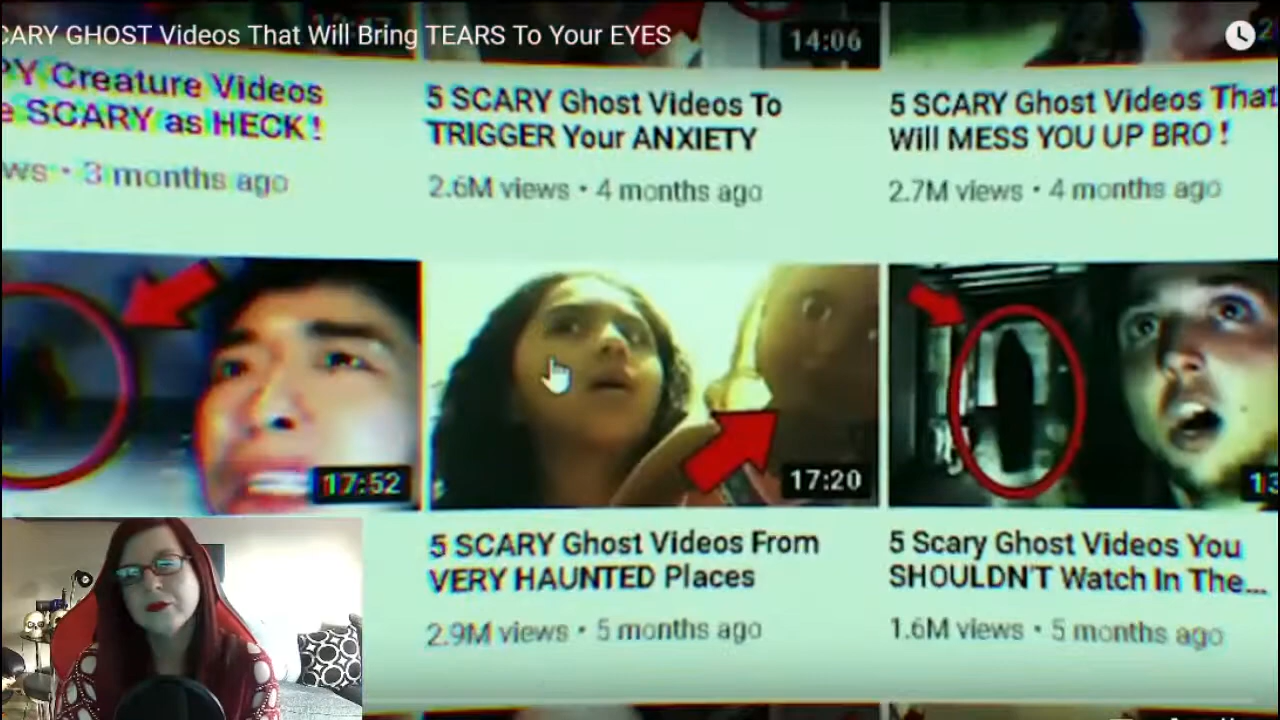 CARY GHOST Videos That Will Bring TEARS To Your EYES
14:06
PY Creature Videos
e SCARY as HECK!
ws • 3 months ago
5 SCARY Ghost Videos To
TRIGGER Your ANXIETY
2.6M views • 4 months ago
5 SCARY Ghost Videos That
Will MESS YOU UP BRO !
2.7M views • 4 months ago
17:52
17:20
13
5 SCARY Ghost Videos From
VERY HAUNTED Places
2.9M views • 5 months ago
5 Scary Ghost Videos You
SHOULDN'T Watch In The...
1.6M views • 5 months ago